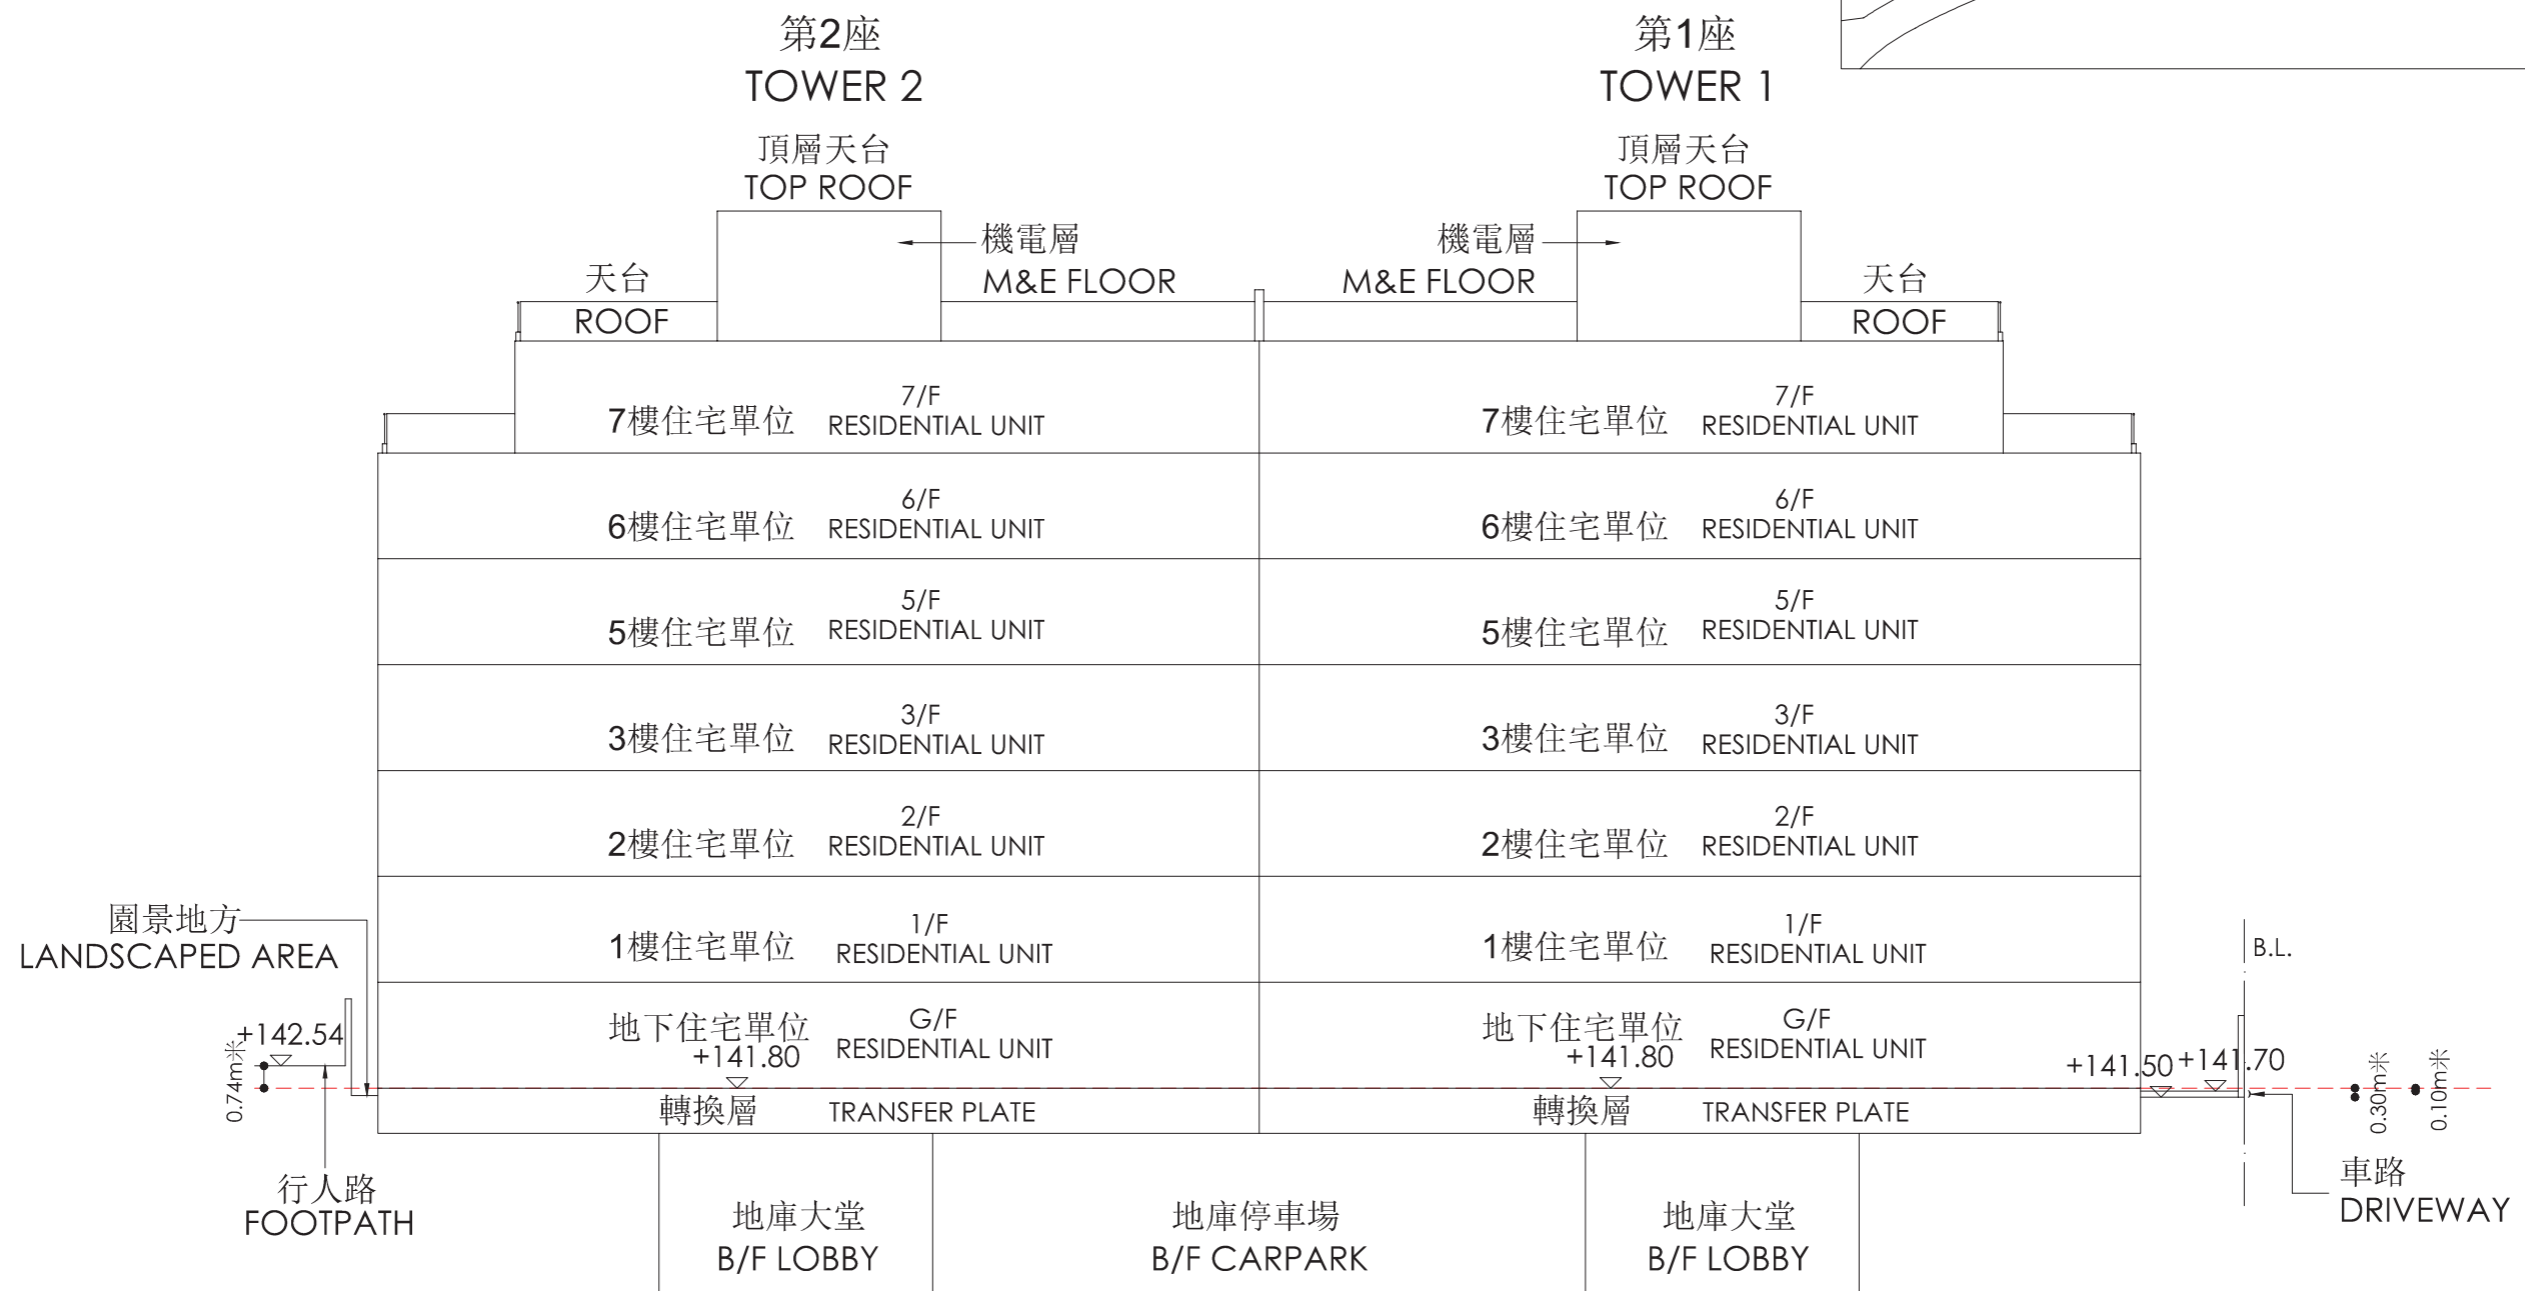 第2座
TOWER 2
第1座
TOWER 1
頂層天台
TOP ROOF
頂層天台
TOP ROOF
機電層
M&E FLOOR
機電層
M&E FLOOR
天台
ROOF
天台
ROOF
7樓住宅單位
7/F
RESIDENTIAL UNIT
7樓住宅單位
7/F
RESIDENTIAL UNIT
6樓住宅單位
6/F
RESIDENTIAL UNIT
6樓住宅單位
6/F
RESIDENTIAL UNIT
5樓住宅單位
5/F
RESIDENTIAL UNIT
5樓住宅單位
5/F
RESIDENTIAL UNIT
3樓住宅單位
3/F
RESIDENTIAL UNIT
3樓住宅單位
3/F
RESIDENTIAL UNIT
2樓住宅單位
2/F
RESIDENTIAL UNIT
2樓住宅單位
2/F
RESIDENTIAL UNIT
園景地方
LANDSCAPED AREA
1樓住宅單位
1/F
RESIDENTIAL UNIT
1樓住宅單位
1/F
RESIDENTIAL UNIT
B.L.
+142.54
0.74m米
地下住宅單位
+141.80
G/F
RESIDENTIAL UNIT
地下住宅單位
+141.80
G/F
RESIDENTIAL UNIT
+141.50
+141.70
0.30m米
0.10m米
轉換層
TRANSFER PLATE
轉換層
TRANSFER PLATE
行人路
FOOTPATH
地庫大堂
B/F LOBBY
地庫停車場
B/F CARPARK
地庫大堂
B/F LOBBY
車路
DRIVEWAY